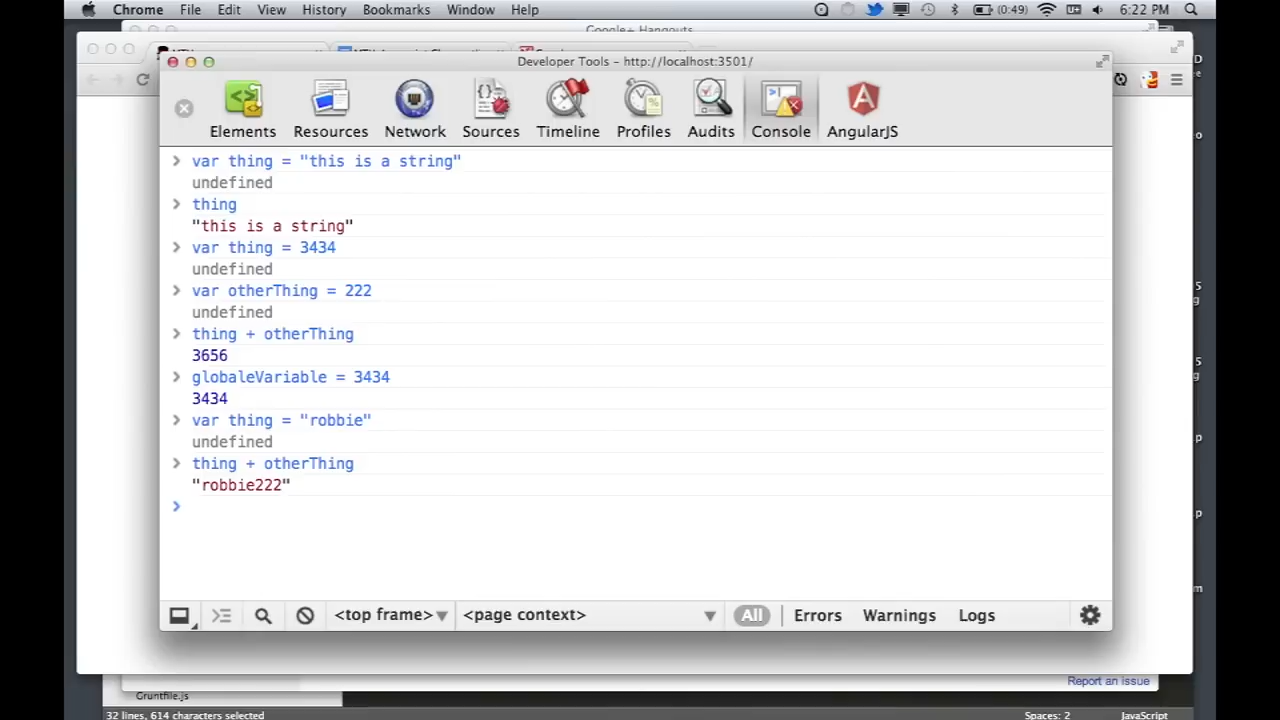 Chrome File Edit View History Bookmarks Window Help (0:49) 6:22 PM
Google+ Hangouts
Developer Tools - http://localhost:3501/
Elements Resources Network Sources Timeline Profiles Audits Console AngularJS
> var thing = "this is a string"
undefined
> thing
"this is a string"
> var thing = 3434
undefined
> var otherThing = 222
undefined
> thing + otherThing
3656
> globaleVariable = 3434
3434
> var thing = "robbie"
undefined
> thing + otherThing
"robbie222"
>
<top frame> <page context> All Errors Warnings Logs
Report an issue
Gruntfile.js
32 lines, 614 characters selected Spaces: 2 JavaScript